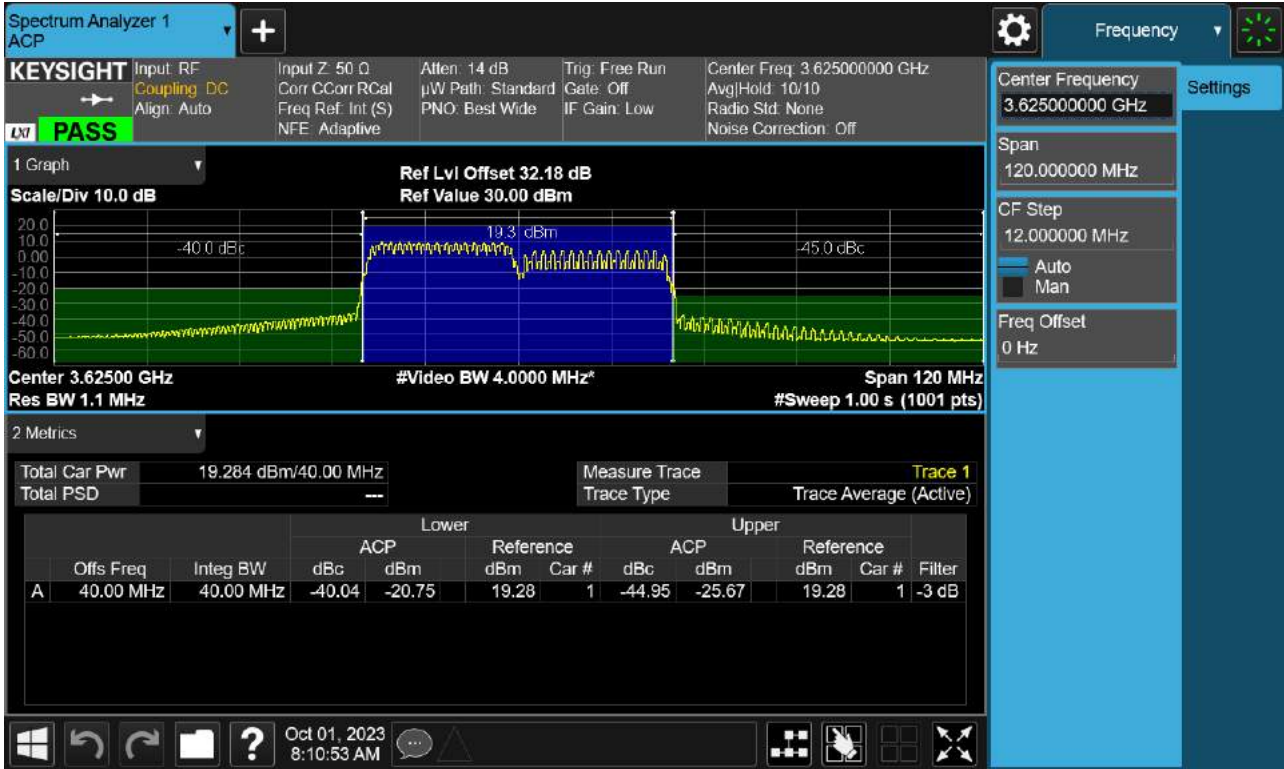 Spectrum Analyzer 1
ACP
Frequency
KEYSIGHT
Input: RF
Coupling: DC
Align: Auto
Input Z: 50 Ω
Corr CCorr RCal
Freq Ref: Int (S)
NFE: Adaptive
Atten: 14 dB
µW Path: Standard
PNO: Best Wide
Trig: Free Run
Gate: Off
IF Gain: Low
Center Freq: 3.625000000 GHz
Avg|Hold: 10/10
Radio Std: None
Noise Correction: Off
LXI
PASS
1 Graph
Scale/Div 10.0 dB
Ref Lvl Offset 32.18 dB
Ref Value 30.00 dBm
20.0
10.0
0.00
-10.0
-20.0
-30.0
-40.0
-50.0
-60.0
-40.0 dBc
19.3 dBm
-45.0 dBc
Center 3.62500 GHz
#Video BW 4.0000 MHz*
Span 120 MHz
Res BW 1.1 MHz
#Sweep 1.00 s (1001 pts)
2 Metrics
Total Car Pwr 19.284 dBm/40.00 MHz
Total PSD ---
Measure Trace Trace 1
Trace Type Trace Average (Active)
Lower Upper
ACP Reference ACP Reference
Offs Freq Integ BW dBc dBm dBm Car # dBc dBm dBm Car # Filter
A 40.00 MHz 40.00 MHz -40.04 -20.75 19.28 1 -44.95 -25.67 19.28 1 -3 dB
Oct 01, 2023
8:10:53 AM
Center Frequency
3.625000000 GHz
Span
120.000000 MHz
CF Step
12.000000 MHz
Auto
Man
Freq Offset
0 Hz
Settings